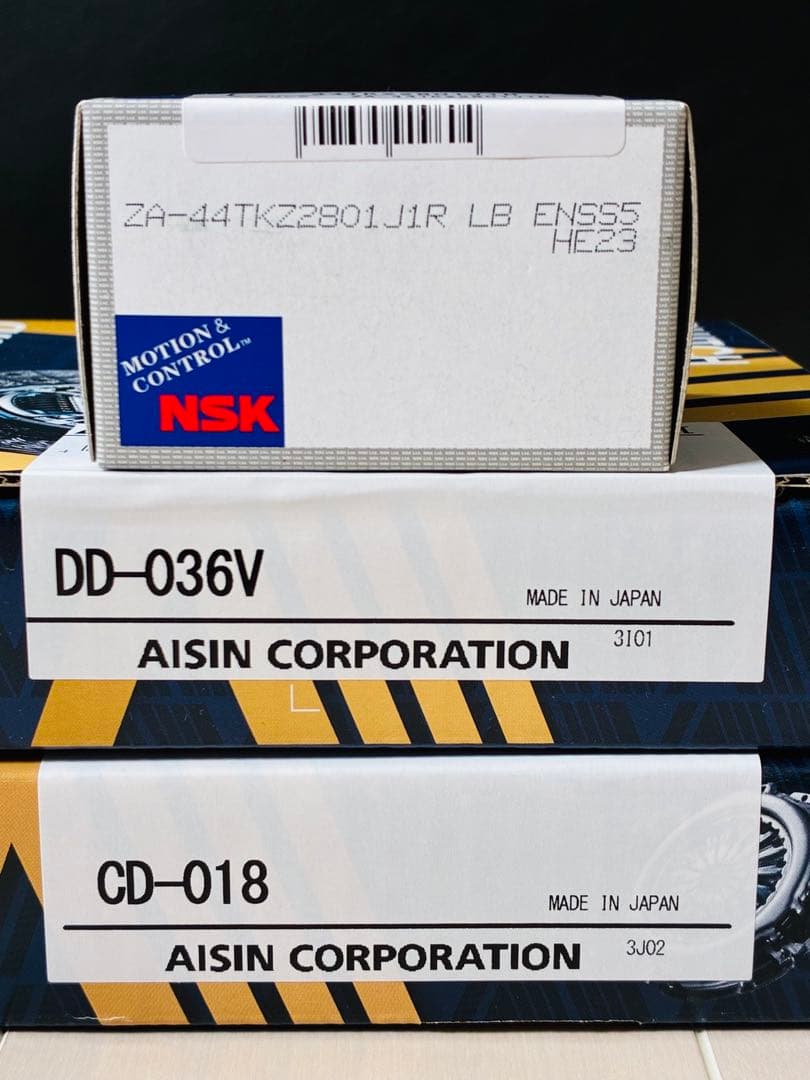 ZA-44TKZ2801J1R LB ENSS5
HE23
MOTION &
CONTROL™
NSK
DD-036V
MADE IN JAPAN
AISIN CORPORATION
3I01
CD-018
MADE IN JAPAN
AISIN CORPORATION
3J02